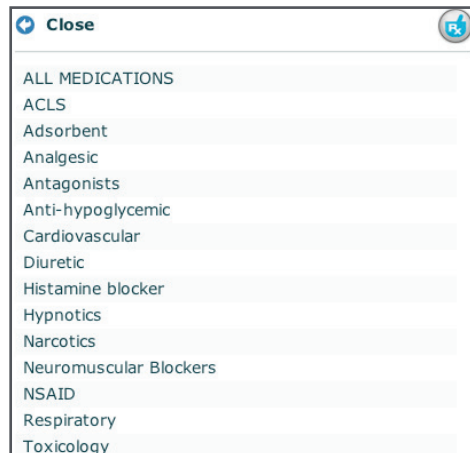 Close
Rx
ALL MEDICATIONS
ACLS
Adsorbent
Analgesic
Antagonists
Anti-hypoglycemic
Cardiovascular
Diuretic
Histamine blocker
Hypnotics
Narcotics
Neuromuscular Blockers
NSAID
Respiratory
Toxicology